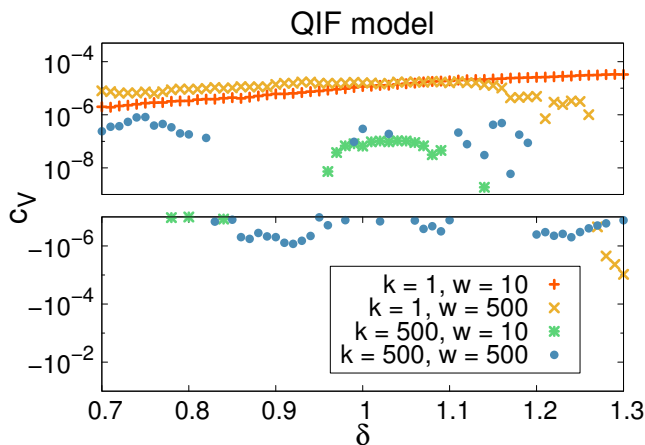 QIF model
10⁻⁴
10⁻⁶
10⁻⁸
c_V
-10⁻⁶
-10⁻⁴
-10⁻²
k = 1, w = 10
k = 1, w = 500
k = 500, w = 10
k = 500, w = 500
0.7 0.8 0.9 1 1.1 1.2 1.3
δ